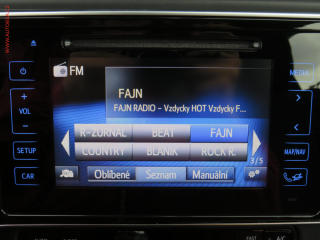 FM
MEDIA
FAJN
FAJN RADIO - Vzdycky HOT Vzdycky F...
+
VOL
-
R-ZURNAL BEAT FAJN
COUNTRY BLANIK ROCK R.
3/5
SETUP
MAP/NAV
CAR
Oblíbené Seznam Manuální
A/C